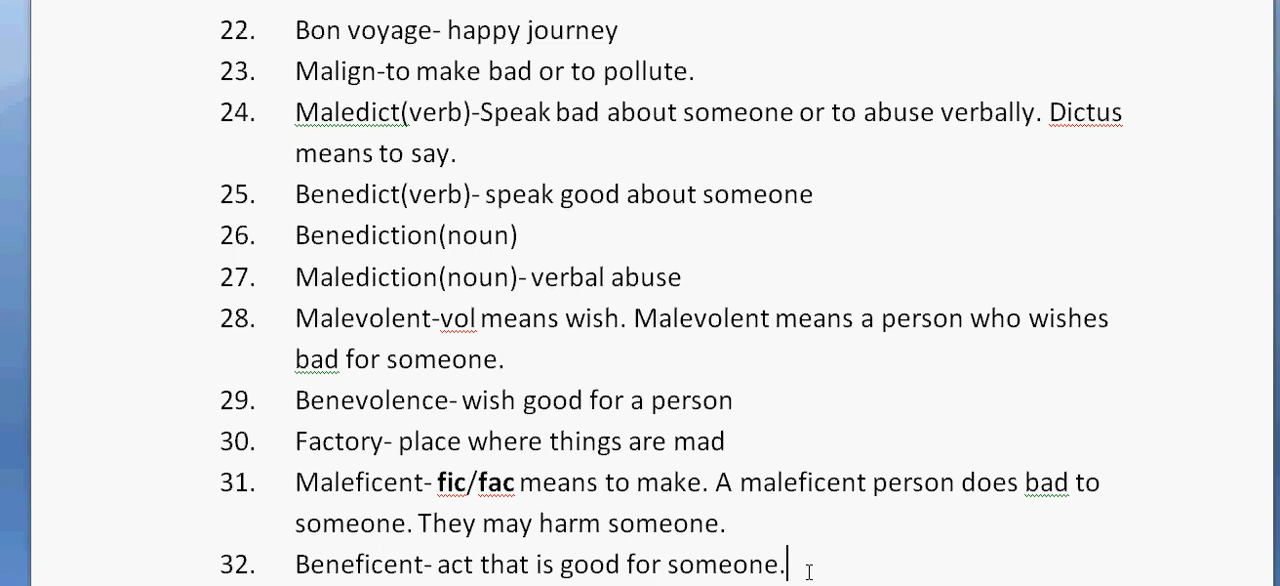 22. Bon voyage- happy journey
23. Malign-to make bad or to pollute.
24. Maledict(verb)-Speak bad about someone or to abuse verbally. Dictus
means to say.
25. Benedict(verb)- speak good about someone
26. Benediction(noun)
27. Malediction(noun)- verbal abuse
28. Malevolent-vol means wish. Malevolent means a person who wishes
bad for someone.
29. Benevolence- wish good for a person
30. Factory- place where things are mad
31. Maleficent- fic/fac means to make. A maleficent person does bad to
someone. They may harm someone.
32. Beneficent- act that is good for someone.